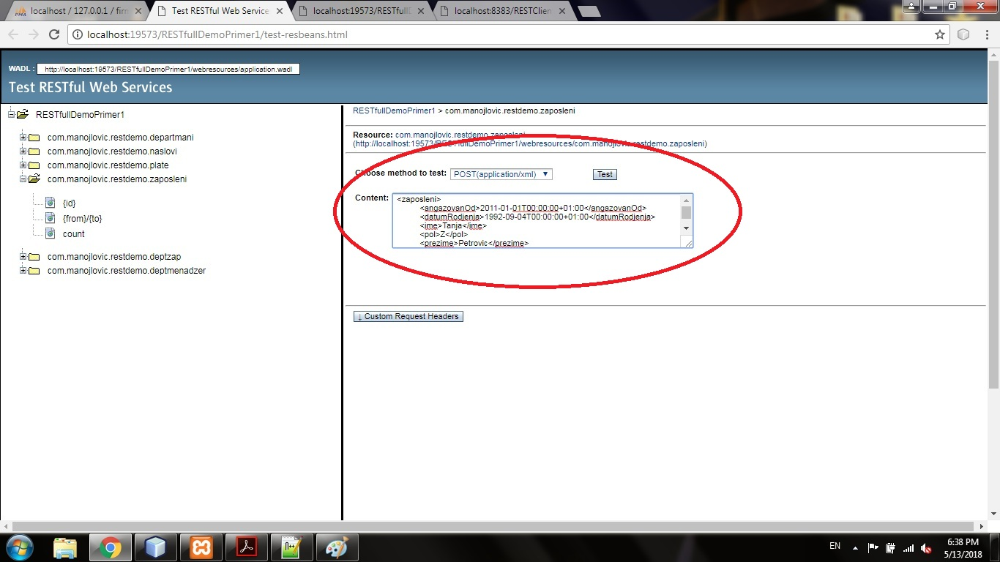 localhost / 127.0.0.1 / firm
Test RESTful Web Service
localhost:19573/RESTfullD
localhost:8383/RESTClien
localhost:19573/RESTfullDemoPrimer1/test-resbeans.html
WADL : http://localhost:19573/RESTfullDemoPrimer1/webresources/application.wadl
Test RESTful Web Services
RESTfullDemoPrimer1
com.manojlovic.restdemo.departmani
com.manojlovic.restdemo.naslovi
com.manojlovic.restdemo.plate
com.manojlovic.restdemo.zaposleni
{id}
{from}/{to}
count
com.manojlovic.restdemo.deptzap
com.manojlovic.restdemo.deptmenadzer
RESTfullDemoPrimer1 > com.manojlovic.restdemo.zaposleni
Resource: com.manojlovic.restdemo.zaposleni
(http://localhost:19573/RESTfullDemoPrimer1/webresources/com.manojlovic.restdemo.zaposleni)
Choose method to test: POST(application/xml) Test
Content: <zaposleni>
<angazovanOd>2011-01-01T00:00:00+01:00</angazovanOd>
<datumRodjenja>1992-09-04T00:00:00+01:00</datumRodjenja>
<ime>Tanja</ime>
<pol>Z</pol>
<prezime>Petrovic</prezime>
↓ Custom Request Headers
EN
6:38 PM
5/13/2018